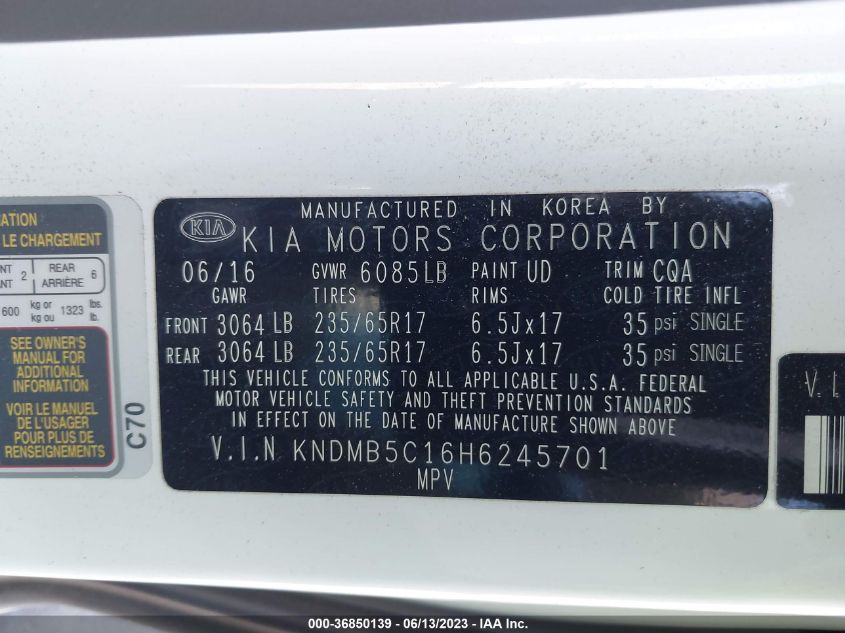 ATION
LE CHARGEMENT
NT 2 REAR 6
ANT ARRIÈRE
600 kg or 1323 lbs.
kg ou lb.
SEE OWNER'S
MANUAL FOR
ADDITIONAL
INFORMATION
VOIR LE MANUEL
DE L'USAGER
POUR PLUS DE
RENSEIGNEMENTS
C70
MANUFACTURED IN KOREA BY
KIA KIA MOTORS CORPORATION
06/16 GVWR 6085LB PAINT UD TRIM CQA
GAWR TIRES RIMS COLD TIRE INFL
FRONT 3064 LB 235/65R17 6.5Jx17 35 psi SINGLE
REAR 3064 LB 235/65R17 6.5Jx17 35 psi SINGLE
THIS VEHICLE CONFORMS TO ALL APPLICABLE U.S.A. FEDERAL
MOTOR VEHICLE SAFETY AND THEFT PREVENTION STANDARDS
IN EFFECT ON THE DATE OF MANUFACTURE SHOWN ABOVE.
V.I.N KNDMB5C16H6245701
MPV
V.I.
000-36850139 - 06/13/2023 - IAAI.com